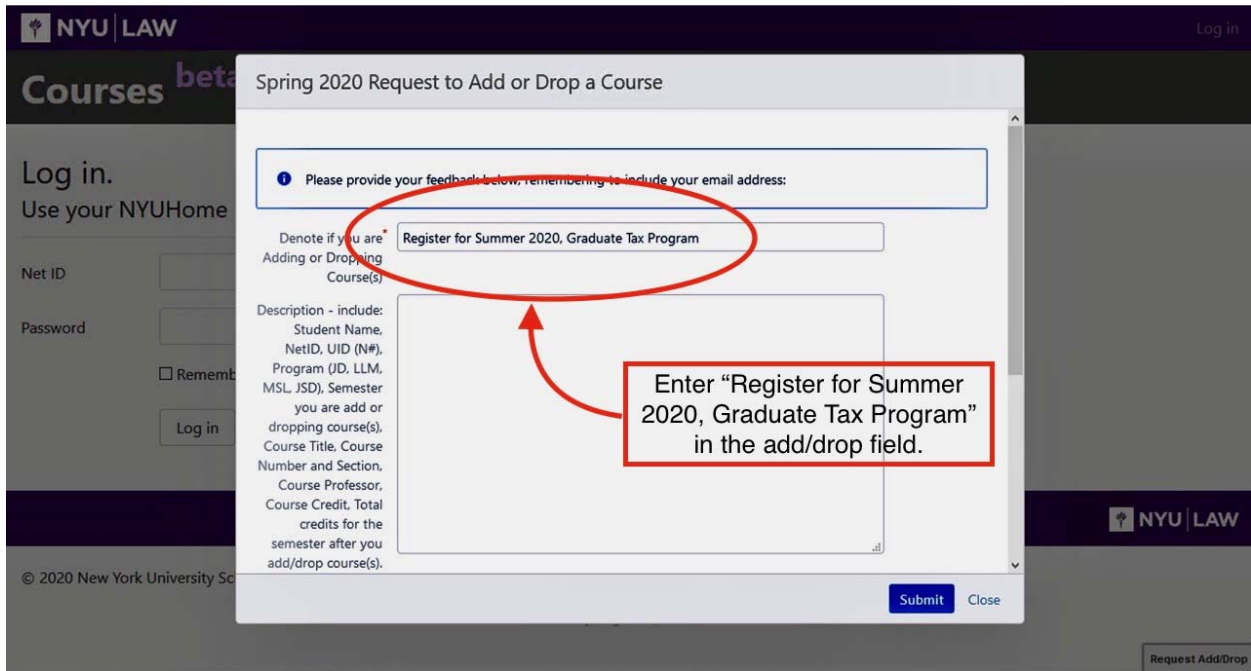 NYU LAW
Log in
Courses beta
Spring 2020 Request to Add or Drop a Course
Log in.
Use your NYUHome
Please provide your feedback below, remembering to include your email address:
Denote if you are*
Adding or Dropping
Course(s)
Register for Summer 2020, Graduate Tax Program
Net ID
Password
Rememb
Log in
Description - include:
Student Name,
NetID, UID (N#),
Program (JD, LLM,
MSL, JSD), Semester
you are add or
dropping course(s),
Course Title, Course
Number and Section,
Course Professor,
Course Credit, Total
credits for the
semester after you
add/drop course(s).
Enter “Register for Summer
2020, Graduate Tax Program”
in the add/drop field.
NYU LAW
© 2020 New York University Sc
Submit
Close
Request Add/Drop